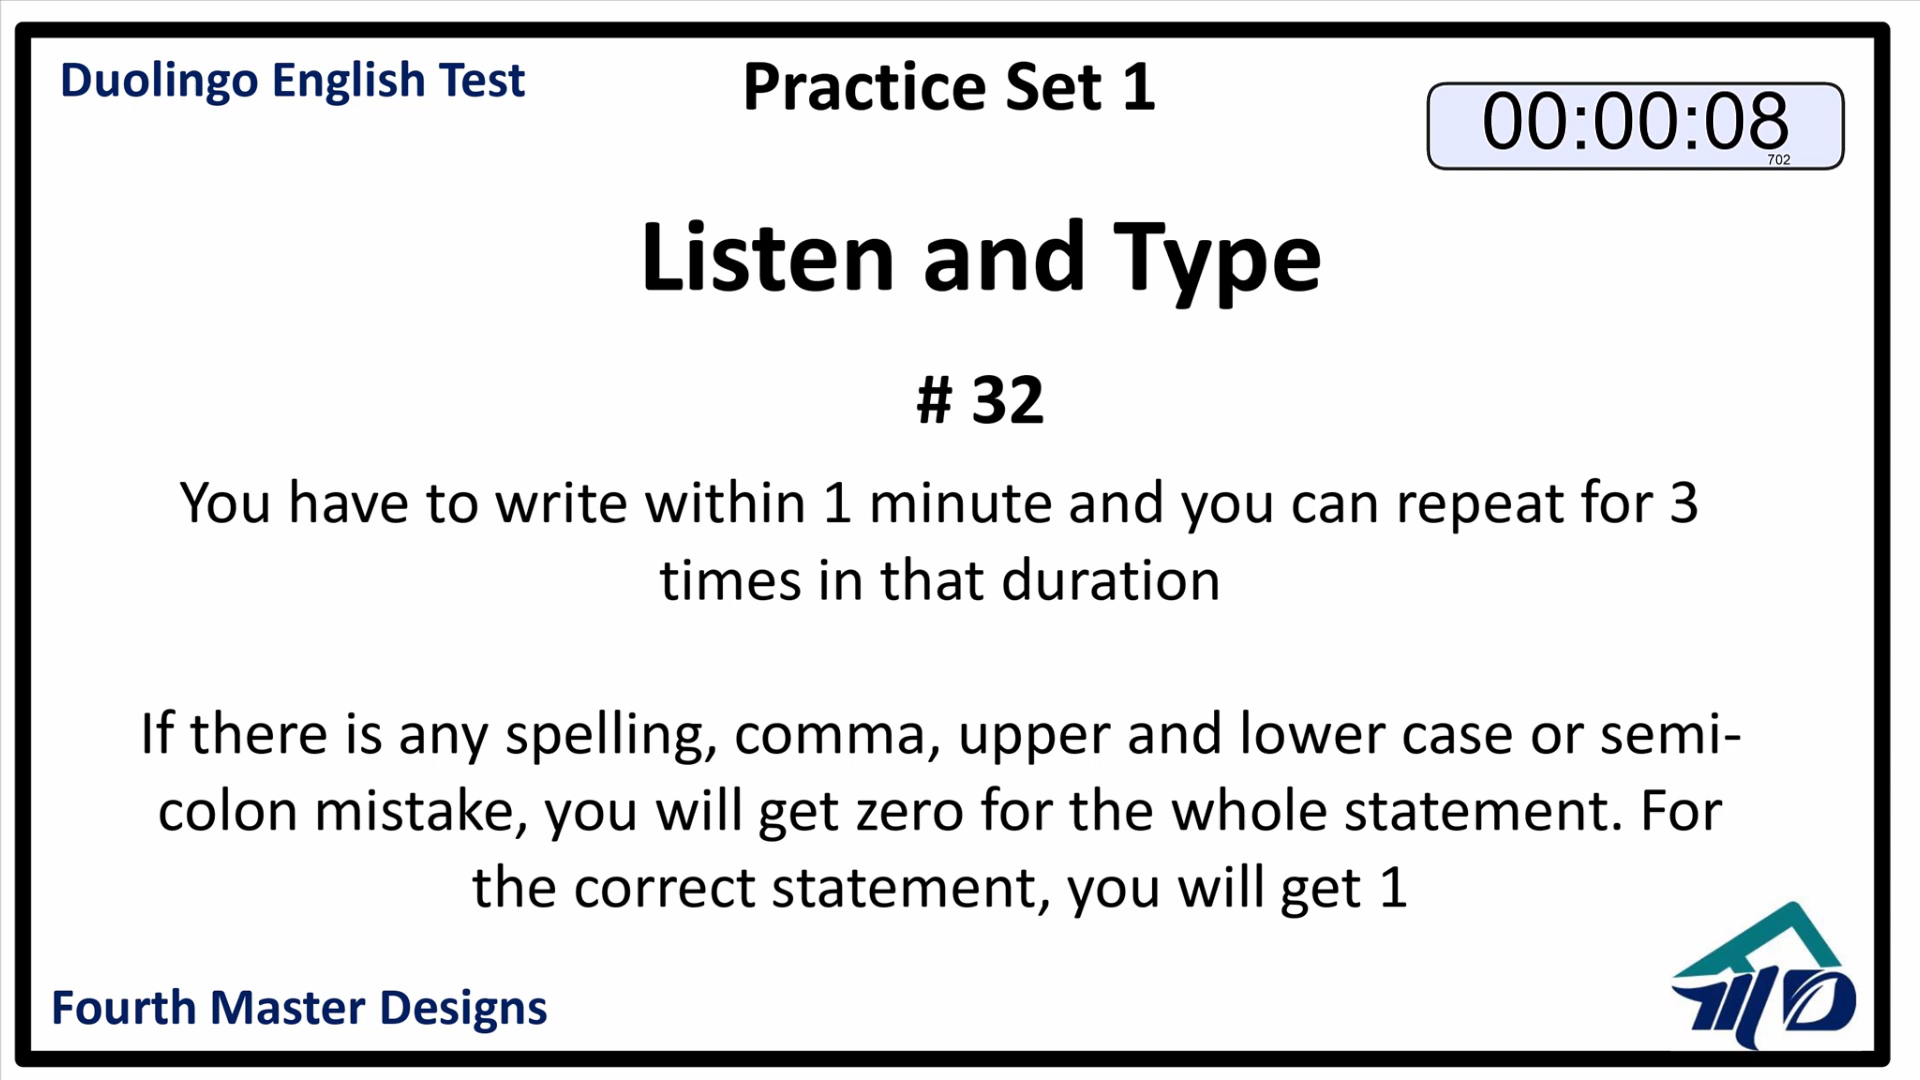 Duolingo English Test
Practice Set 1
00:00:08
702
Listen and Type
# 32
You have to write within 1 minute and you can repeat for 3
times in that duration
If there is any spelling, comma, upper and lower case or semi-
colon mistake, you will get zero for the whole statement. For
the correct statement, you will get 1
Fourth Master Designs